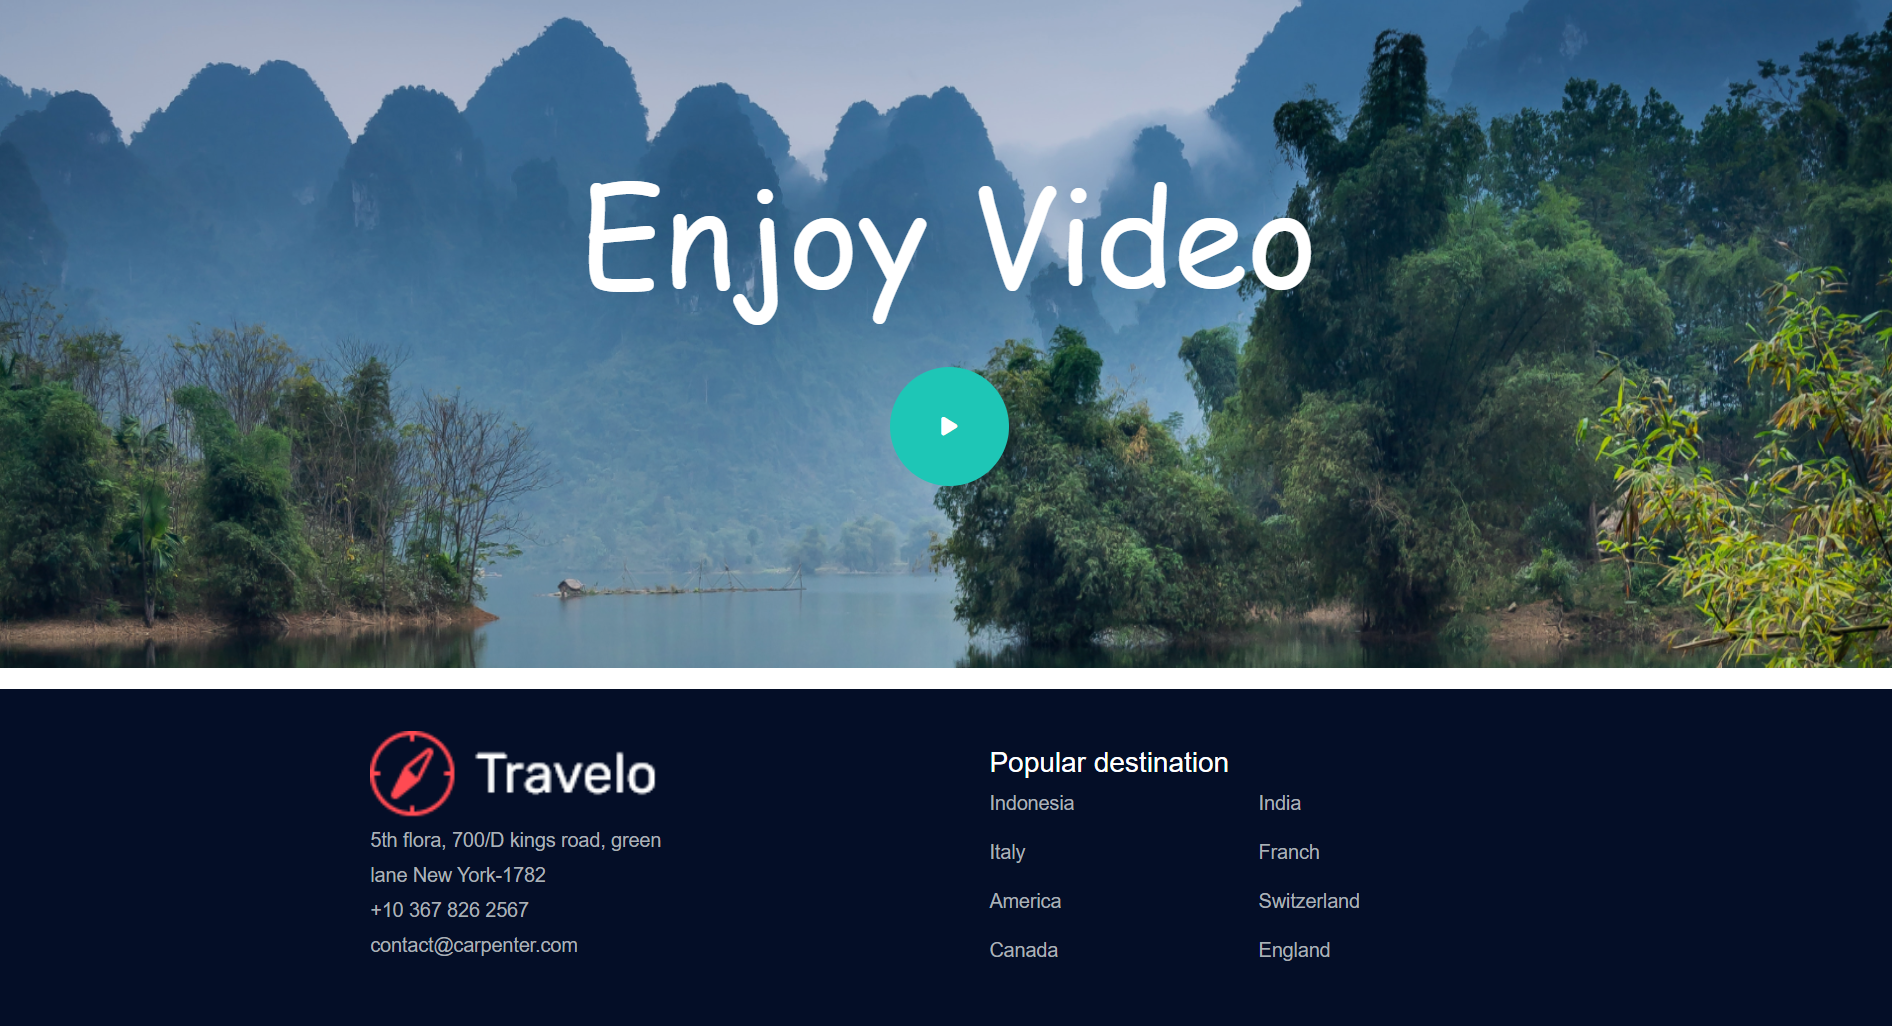 Enjoy Video
Travelo
5th flora, 700/D kings road, green
lane New York-1782
+10 367 826 2567
contact@carpenter.com
Popular destination
Indonesia
India
Italy
Franch
America
Switzerland
Canada
England